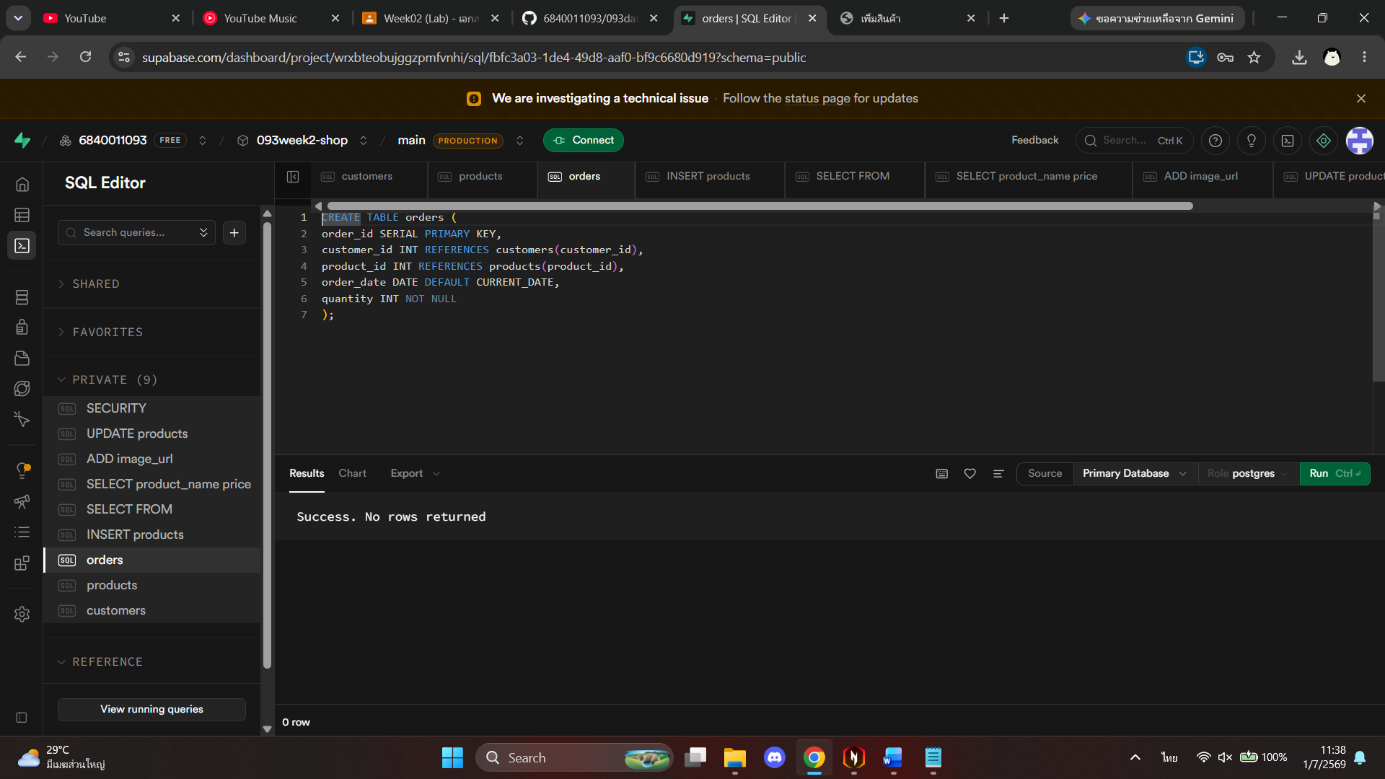 YouTube
YouTube Music
Week02 (Lab) - เอกส
6840011093/093dat
orders | SQL Editor
เพิ่มสินค้า
ขอความช่วยเหลือจาก Gemini
supabase.com/dashboard/project/wrxbteobujggzpmfvnhi/sql/fbfc3a03-1de4-49d8-aaf0-bf9c6680d919?schema=public
We are investigating a technical issue · Follow the status page for updates
6840011093 FREE
093week2-shop
main PRODUCTION
Connect
Feedback
Search... Ctrl K
SQL Editor
customers
products
orders
INSERT products
SELECT FROM
SELECT product_name price
ADD image_url
UPDATE product
Search queries...
SHARED
FAVORITES
PRIVATE (9)
SQL SECURITY
SQL UPDATE products
SQL ADD image_url
SQL SELECT product_name price
SQL SELECT FROM
SQL INSERT products
SQL orders
SQL products
SQL customers
REFERENCE
View running queries
1 CREATE TABLE orders (
2 order_id SERIAL PRIMARY KEY,
3 customer_id INT REFERENCES customers(customer_id),
4 product_id INT REFERENCES products(product_id),
5 order_date DATE DEFAULT CURRENT_DATE,
6 quantity INT NOT NULL
7 );
Results
Chart
Export
Source
Primary Database
Role postgres
Run Ctrl
Success. No rows returned
0 row
29°C
มีเมฆส่วนใหญ่
Search
ไทย
100%
11:38
1/7/2569